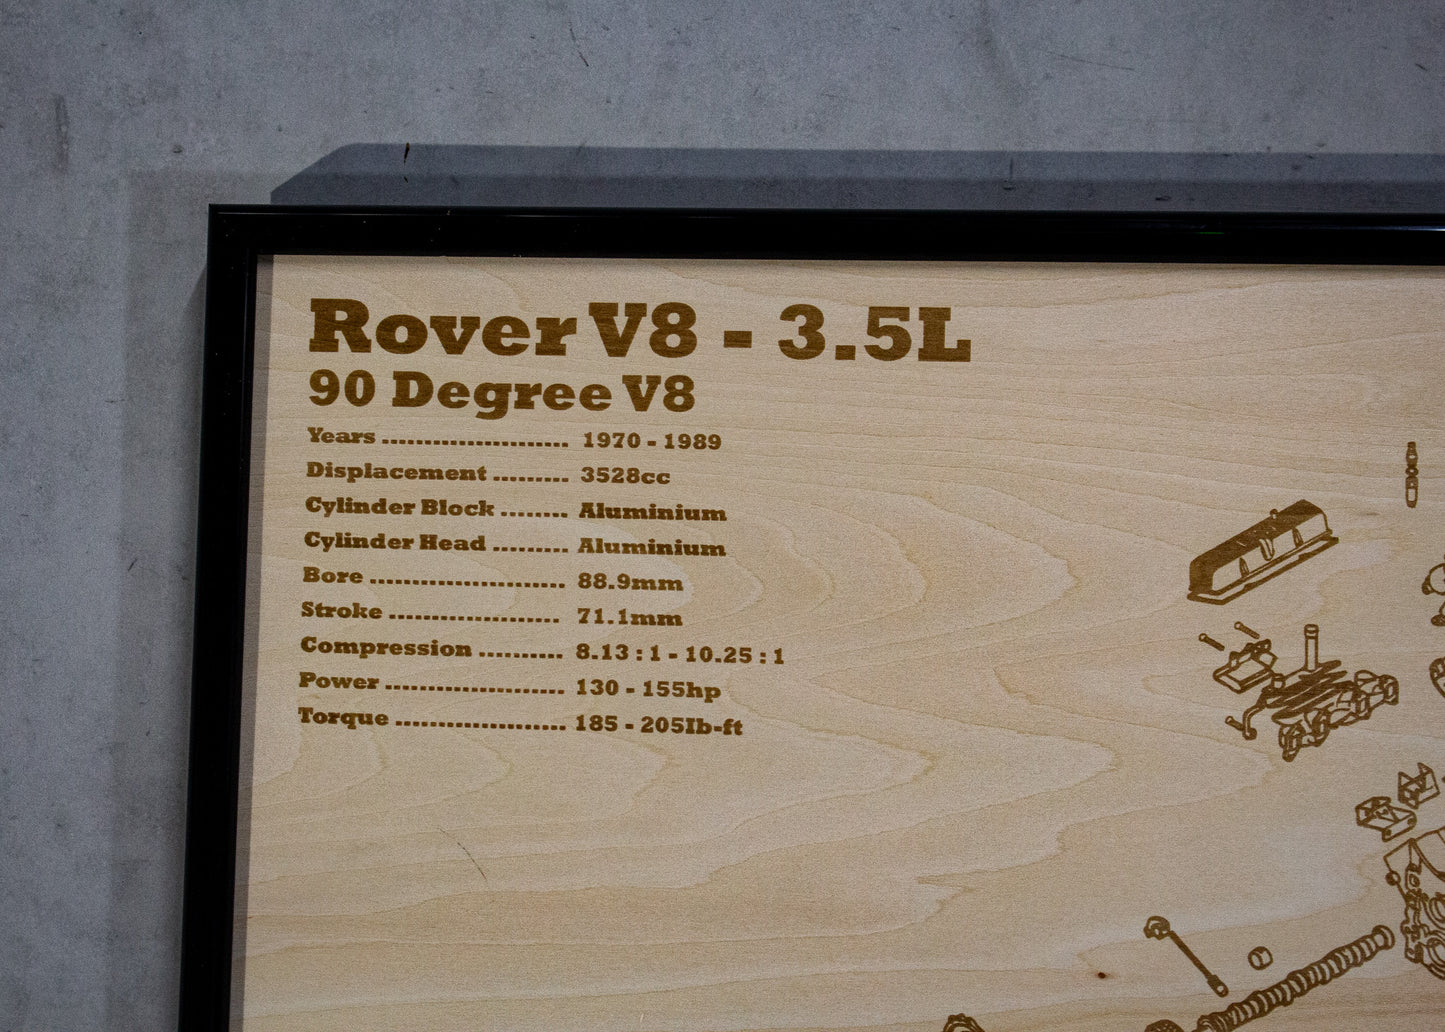 Rover V8 - 3.5L
90 Degree V8
Years ...................... 1970 - 1989
Displacement ......... 3528cc
Cylinder Block ........ Aluminium
Cylinder Head ......... Aluminium
Bore ....................... 88.9mm
Stroke .................... 71.1mm
Compression .......... 8.13 : 1 - 10.25 : 1
Power ..................... 130 - 155hp
Torque .................... 185 - 205Ib-ft